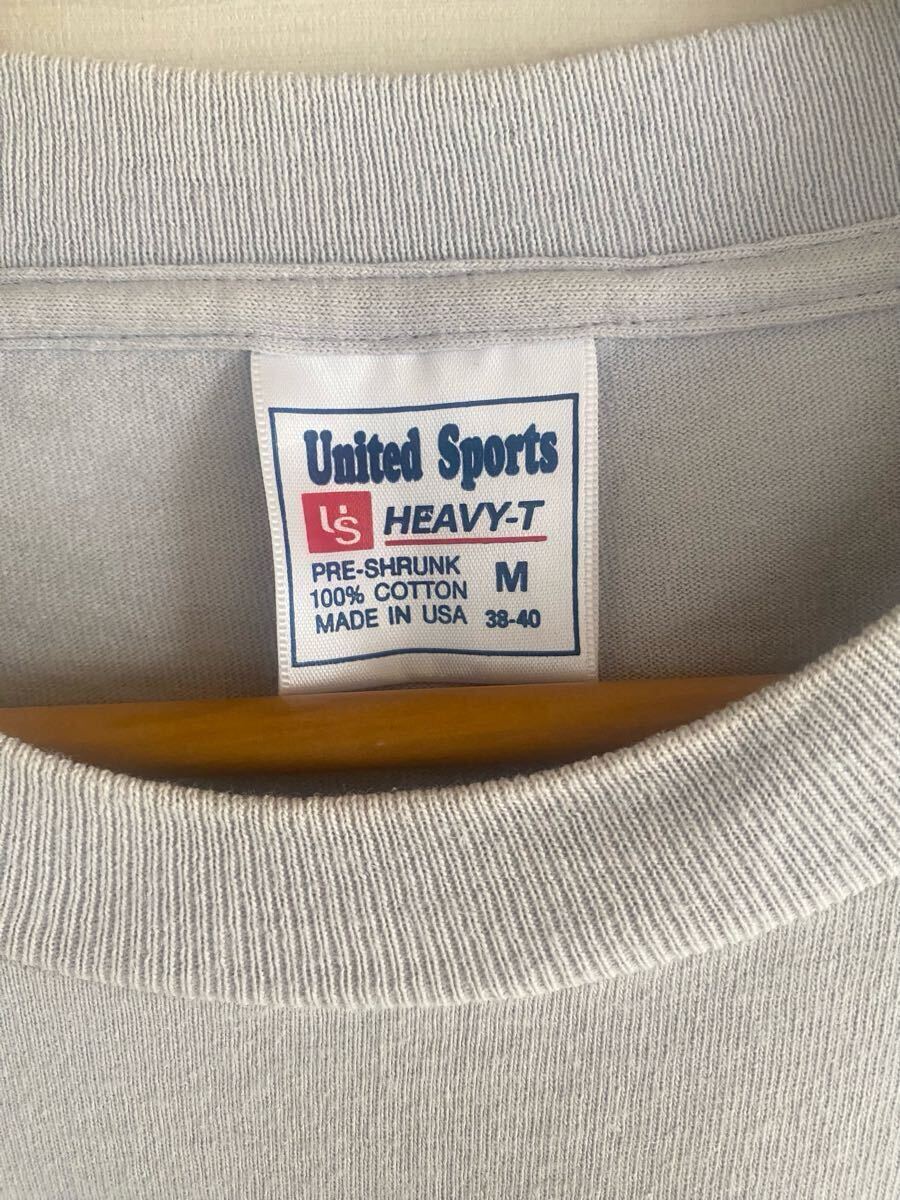 United Sports
US HEAVY-T
PRE-SHRUNK
100% COTTON
MADE IN USA
M
38-40